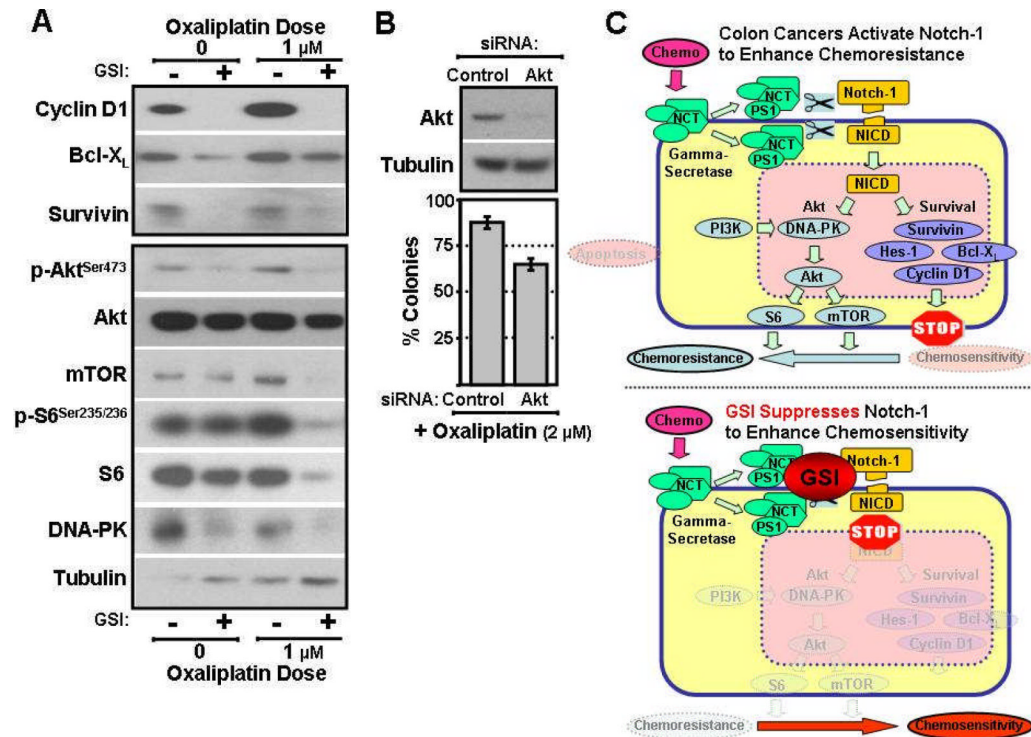 A
Oxaliplatin Dose
0 1 µM
GSI: - + - +
Cyclin D1
Bcl-XL
Survivin
p-AktSer473
Akt
mTOR
p-S6Ser235/236
S6
DNA-PK
Tubulin
GSI: - + - +
0 1 µM
Oxaliplatin Dose
B
siRNA:
Control Akt
Akt
Tubulin
100
75
50
25
0
% Colonies
siRNA: Control Akt
+ Oxaliplatin (2 µM)
C
Colon Cancers Activate Notch-1
to Enhance Chemoresistance
Chemo
NCT
PS1
Notch-1
NCT
NCT
PS1
NICD
Gamma-
Secretase
NICD
Akt
Survival
PI3K
DNA-PK
Survivin
Hes-1
Bcl-XL
Apoptosis
Akt
Cyclin D1
S6
mTOR
STOP
Chemoresistance
Chemosensitivity
GSI Suppresses Notch-1
to Enhance Chemosensitivity
Chemo
NCT
PS1
GSI
Notch-1
NCT
NCT
PS1
NICD
Gamma-
Secretase
STOP
NICD
Akt
Survival
PI3K
DNA-PK
Survivin
Hes-1
Bcl-XL
Akt
Cyclin D1
S6
mTOR
Chemoresistance
Chemosensitivity